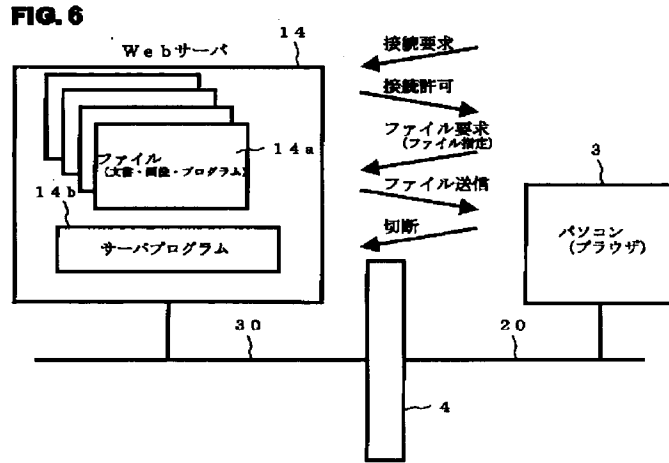 FIG. 6
14
Webサーバ
ファイル
(文書・画像・プログラム)
14a
14b
サーバプログラム
接続要求
接続許可
ファイル要求
(ファイル指定)
ファイル送信
切断
3
パソコン
(ブラウザ)
30
20
4